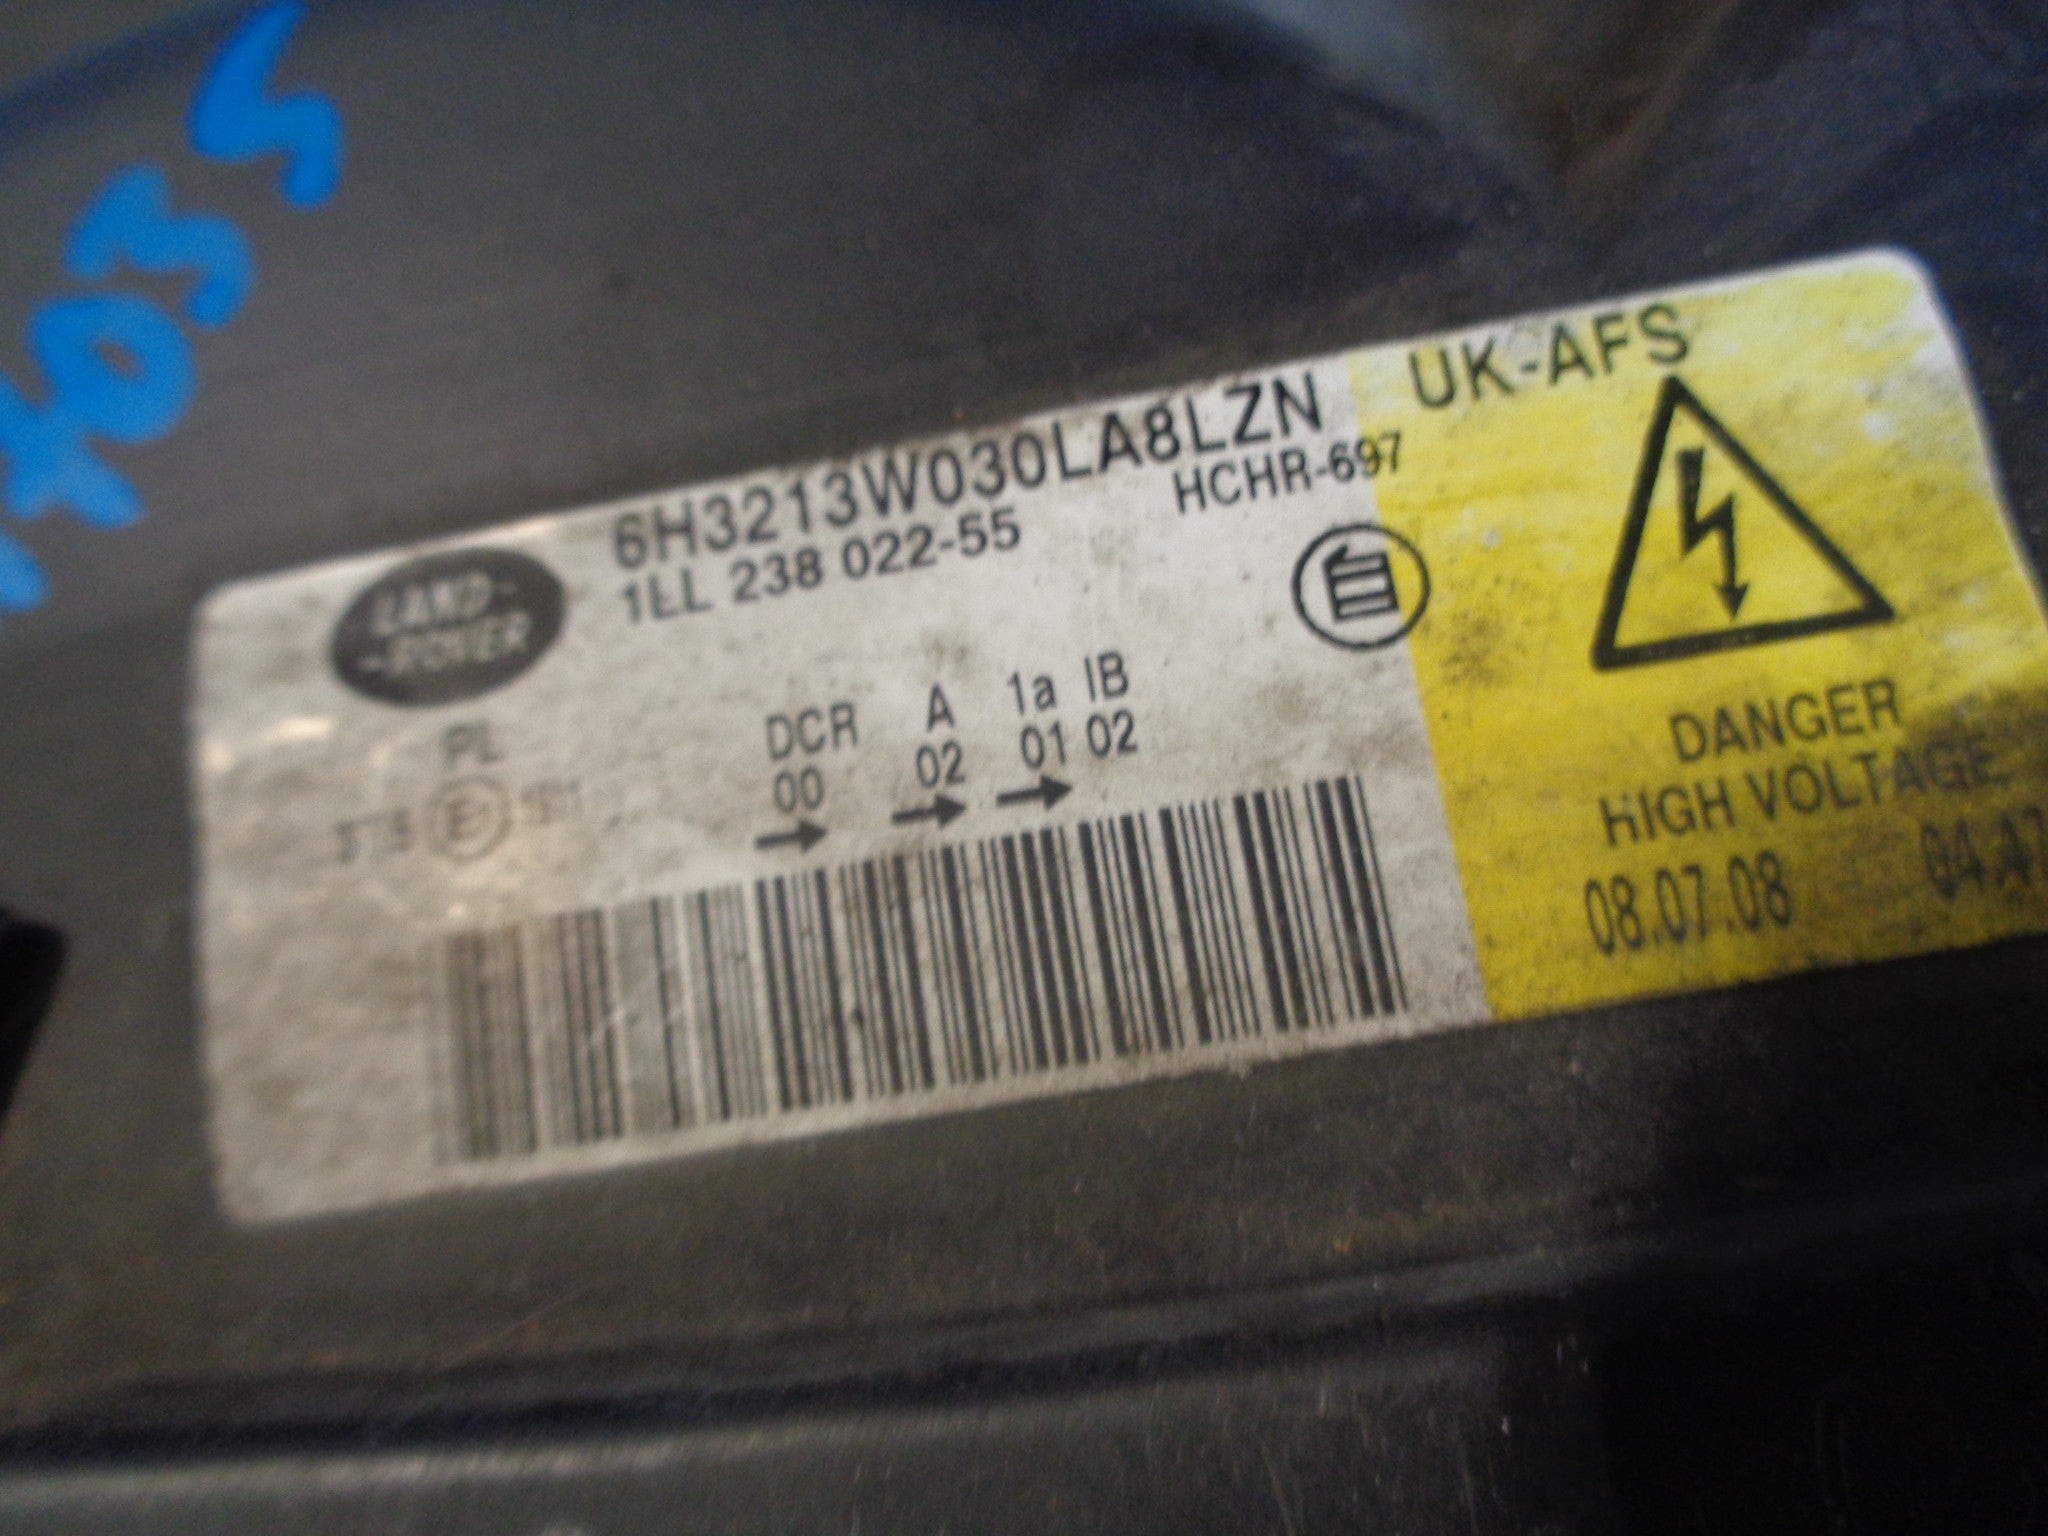 UK-AFS
6H3213W030LA8LZN
HCHR-697
1LL 238 022-55
LAND-
-ROVER
PL
DCR A 1a IB
00 02 01 02
DANGER
HIGH VOLTAGE
08.07.08